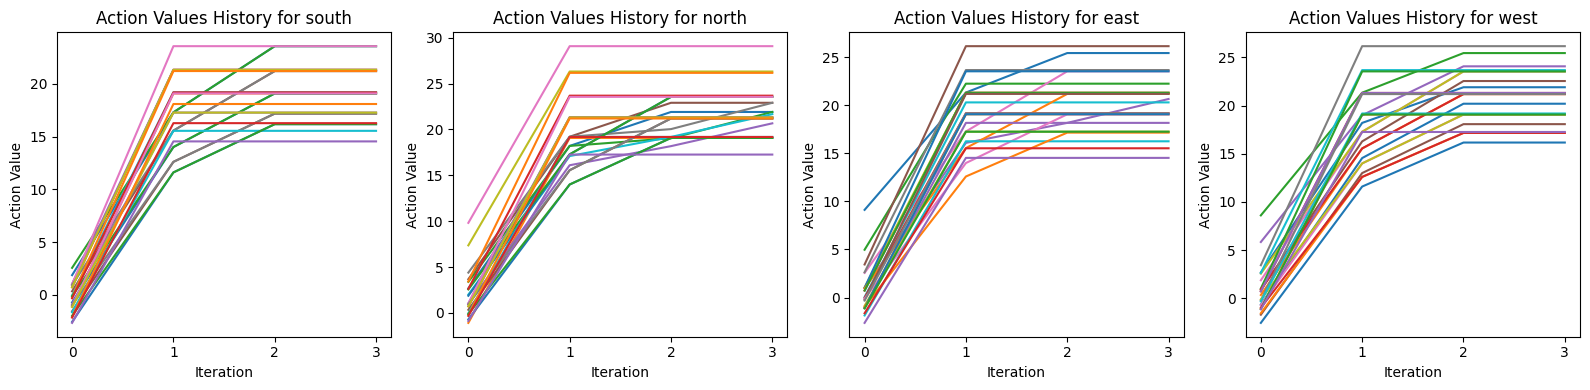 Action Values History for south
Action Value
20
15
10
5
0
0 1 2 3
Iteration
Action Values History for north
Action Value
30
25
20
15
10
5
0
0 1 2 3
Iteration
Action Values History for east
Action Value
25
20
15
10
5
0
0 1 2 3
Iteration
Action Values History for west
Action Value
25
20
15
10
5
0
0 1 2 3
Iteration